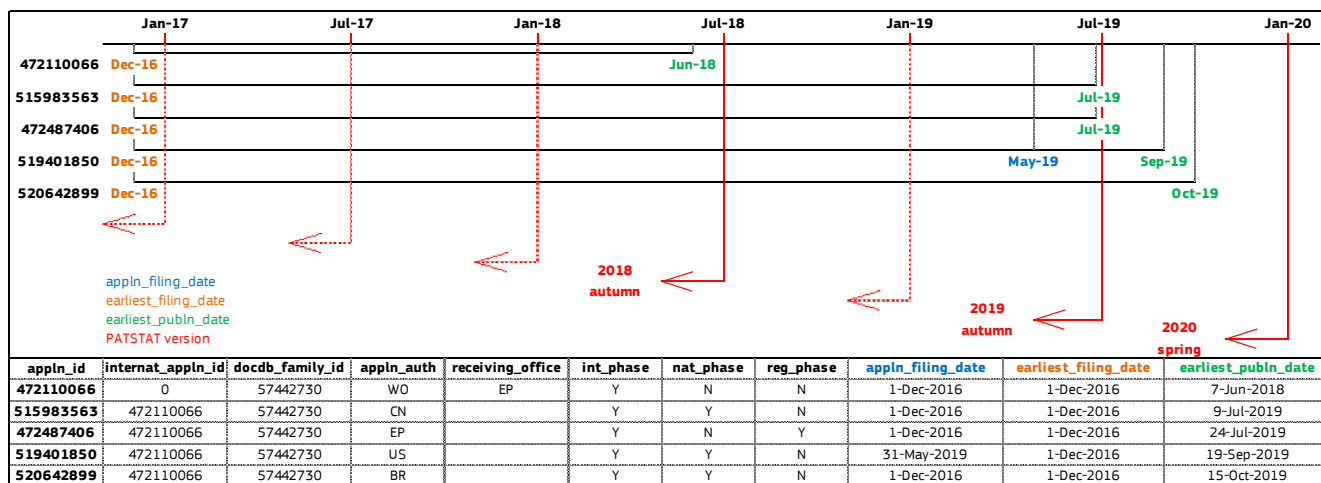 Jan-17 Jul-17 Jan-18 Jul-18 Jan-19 Jul-19 Jan-20
472110066 Dec-16 Jun-18
515983563 Dec-16 Jul-19
472487406 Dec-16 Jul-19
519401850 Dec-16 May-19 Sep-19
520642899 Dec-16 Oct-19
2018
autumn
appln_filing_date
earliest_filing_date
earliest_publn_date
PATSTAT version
2019
autumn
2020
spring
appln_id internat_appln_id docdb_family_id appln_auth receiving_office int_phase nat_phase reg_phase appln_filing_date earliest_filing_date earliest_publn_date
472110066 0 57442730 WO EP Y N N 1-Dec-2016 1-Dec-2016 7-Jun-2018
515983563 472110066 57442730 CN Y Y N 1-Dec-2016 1-Dec-2016 9-Jul-2019
472487406 472110066 57442730 EP Y N Y 1-Dec-2016 1-Dec-2016 24-Jul-2019
519401850 472110066 57442730 US Y Y N 31-May-2019 1-Dec-2016 19-Sep-2019
520642899 472110066 57442730 BR Y Y N 1-Dec-2016 1-Dec-2016 15-Oct-2019